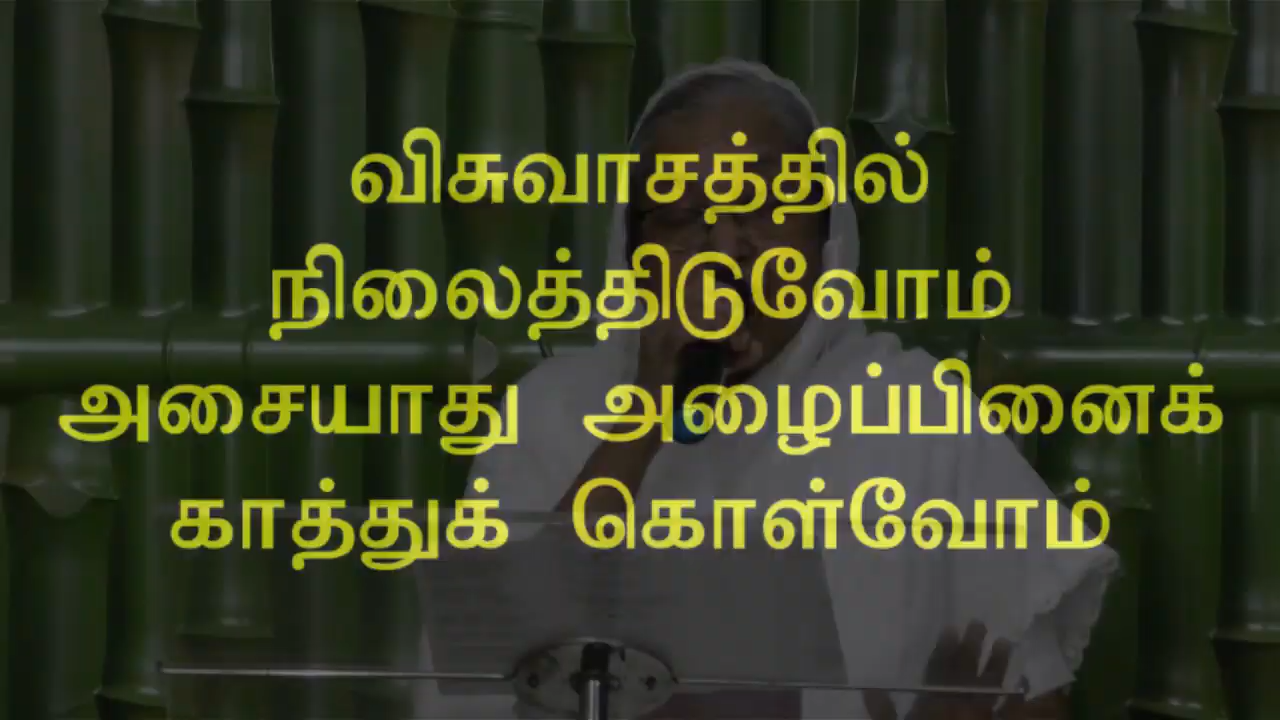 விசுவாசத்தில்
நிலைத்திடுவோம்
அசையாது அழைப்பினைக்
காத்துக் கொள்வோம்